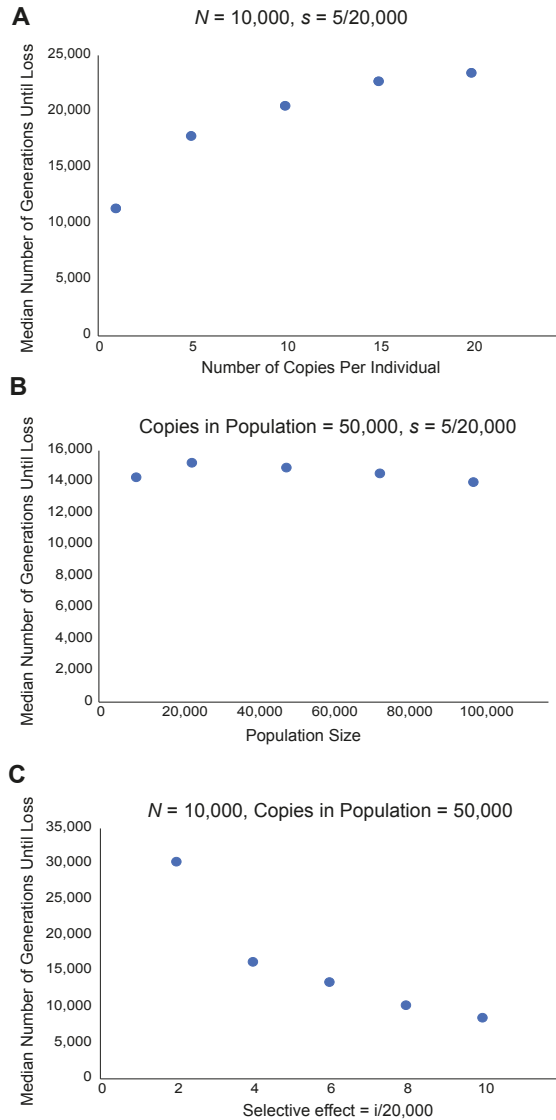 A
N = 10,000, s = 5/20,000
Median Number of Generations Until Loss
25,000
20,000
15,000
10,000
5,000
0
0 5 10 15 20
Number of Copies Per Individual
B
Copies in Population = 50,000, s = 5/20,000
Median Number of Generations Until Loss
16,000
14,000
12,000
10,000
8,000
6,000
4,000
2,000
0
0 20,000 40,000 60,000 80,000 100,000
Population Size
C
N = 10,000, Copies in Population = 50,000
Median Number of Generations Until Loss
35,000
30,000
25,000
20,000
15,000
10,000
5,000
0
0 2 4 6 8 10
Selective effect = i/20,000